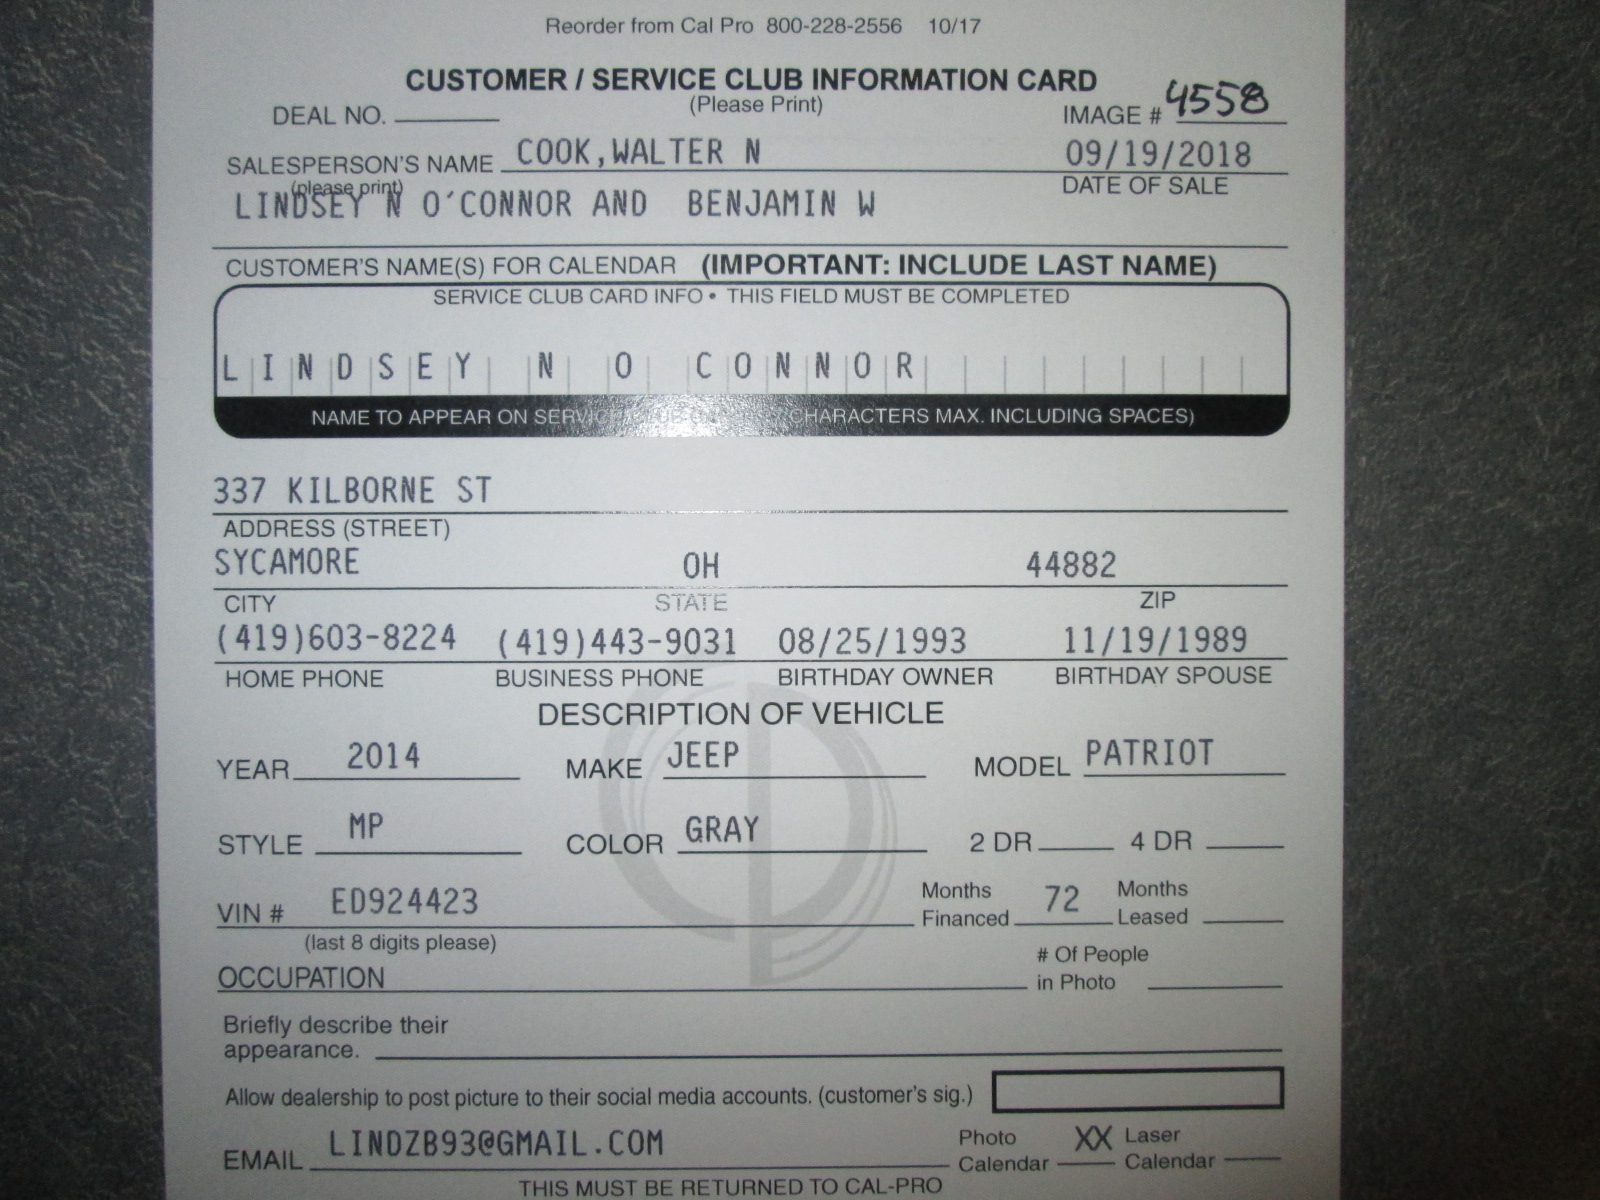 Reorder from Cal Pro 800-228-2556 10/17
CUSTOMER / SERVICE CLUB INFORMATION CARD
(Please Print)
DEAL NO. IMAGE # 4558
SALESPERSON'S NAME COOK,WALTER N 09/19/2018
(please print) DATE OF SALE
LINDSEY N O'CONNOR AND BENJAMIN W
CUSTOMER'S NAME(S) FOR CALENDAR (IMPORTANT: INCLUDE LAST NAME)
SERVICE CLUB CARD INFO • THIS FIELD MUST BE COMPLETED
LINDSEY N O CONNOR
NAME TO APPEAR ON SERVICE CHARACTERS MAX. INCLUDING SPACES)
337 KILBORNE ST
ADDRESS (STREET)
SYCAMORE OH 44882
CITY STATE ZIP
(419)603-8224 (419)443-9031 08/25/1993 11/19/1989
HOME PHONE BUSINESS PHONE BIRTHDAY OWNER BIRTHDAY SPOUSE
DESCRIPTION OF VEHICLE
YEAR 2014 MAKE JEEP MODEL PATRIOT
STYLE MP COLOR GRAY 2 DR 4 DR
VIN # ED924423 Months Financed 72 Months Leased
(last 8 digits please)
OCCUPATION # Of People in Photo
Briefly describe their
appearance.
Allow dealership to post picture to their social media accounts. (customer's sig.)
EMAIL LINDZB93@GMAIL.COM Photo Calendar XX Laser Calendar
THIS MUST BE RETURNED TO CAL-PRO